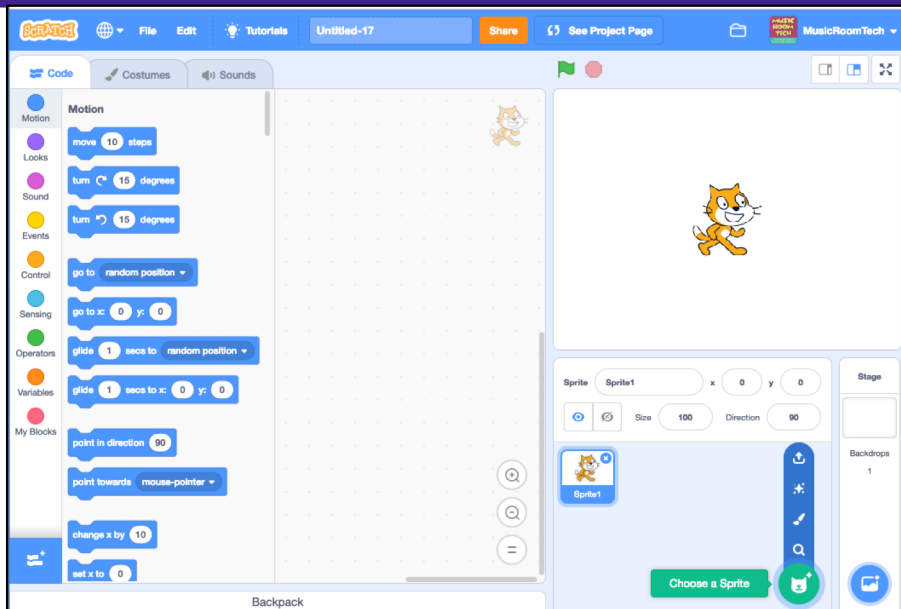 SCRATCH
File
Edit
Tutorials
Untitled-17
Share
See Project Page
MUSIC ROOM TECH
MusicRoomTech
Code
Costumes
Sounds
Motion
Looks
Sound
Events
Control
Sensing
Operators
Variables
My Blocks
Motion
move 10 steps
turn 15 degrees
turn 15 degrees
go to random position
go to x: 0 y: 0
glide 1 secs to random position
glide 1 secs to x: 0 y: 0
point in direction 90
point towards mouse-pointer
change x by 10
set x to 0
Backpack
Sprite Sprite1 x 0 y 0
Size 100 Direction 90
Sprite1
Choose a Sprite
Stage
Backdrops
1